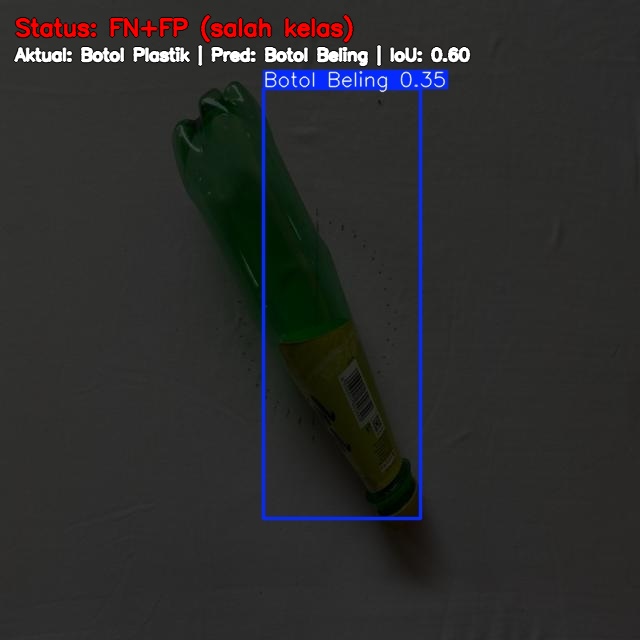 Status: FN+FP (salah kelas)
Aktual: Botol Plastik | Pred: Botol Beling | IoU: 0.60
Botol Beling 0.35